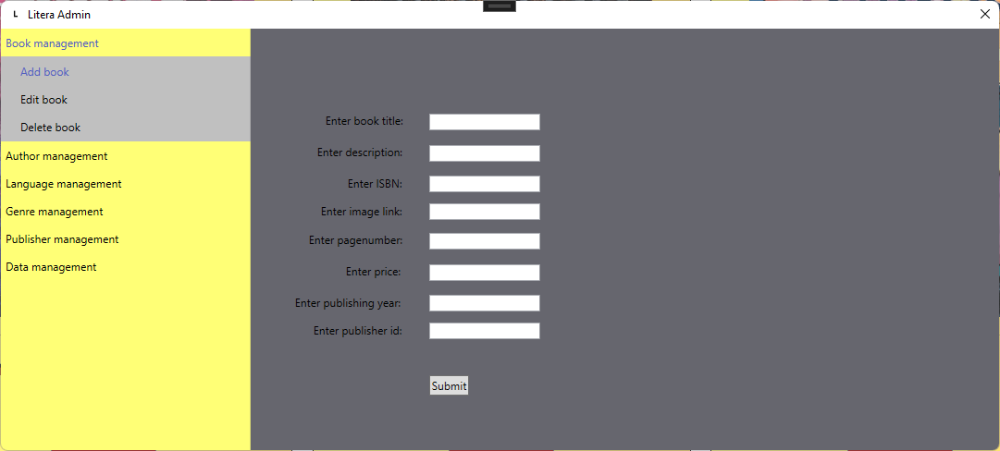 L Litera Admin
Book management
Add book
Edit book
Delete book
Author management
Language management
Genre management
Publisher management
Data management
Enter book title:
Enter description:
Enter ISBN:
Enter image link:
Enter pagenumber:
Enter price:
Enter publishing year:
Enter publisher id:
Submit